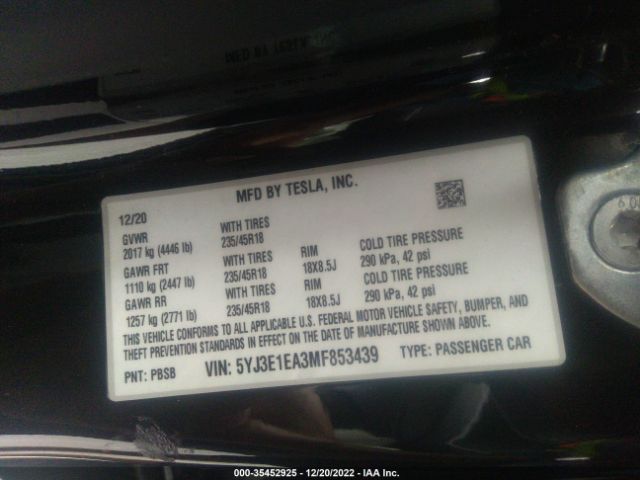 MFD BY TESLA, INC.
12/20
GVWR WITH TIRES
2017 kg (4446 lb) 235/45R18
GAWR FRT WITH TIRES RIM COLD TIRE PRESSURE
1110 kg (2447 lb) 235/45R18 18X8.5J 290 kPa, 42 psi
GAWR RR WITH TIRES RIM COLD TIRE PRESSURE
1257 kg (2771 lb) 235/45R18 18X8.5J 290 kPa, 42 psi
THIS VEHICLE CONFORMS TO ALL APPLICABLE U.S. FEDERAL MOTOR VEHICLE SAFETY, BUMPER, AND
THEFT PREVENTION STANDARDS IN EFFECT ON THE DATE OF MANUFACTURE SHOWN ABOVE.
PNT: PBSB VIN: 5YJ3E1EA3MF853439 TYPE: PASSENGER CAR
000-35452925 - 12/20/2022 - IAA Inc.